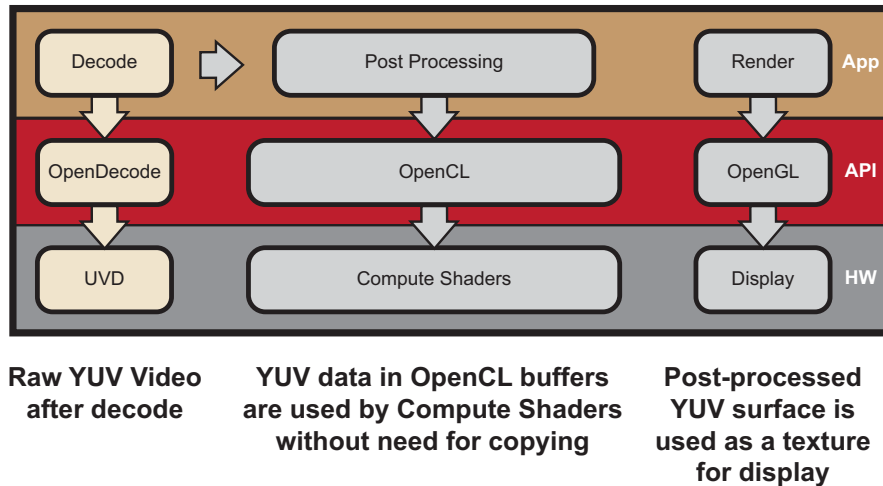 Decode
Post Processing
Render
App
OpenDecode
OpenCL
OpenGL
API
UVD
Compute Shaders
Display
HW
Raw YUV Video
after decode
YUV data in OpenCL buffers
are used by Compute Shaders
without need for copying
Post-processed
YUV surface is
used as a texture
for display